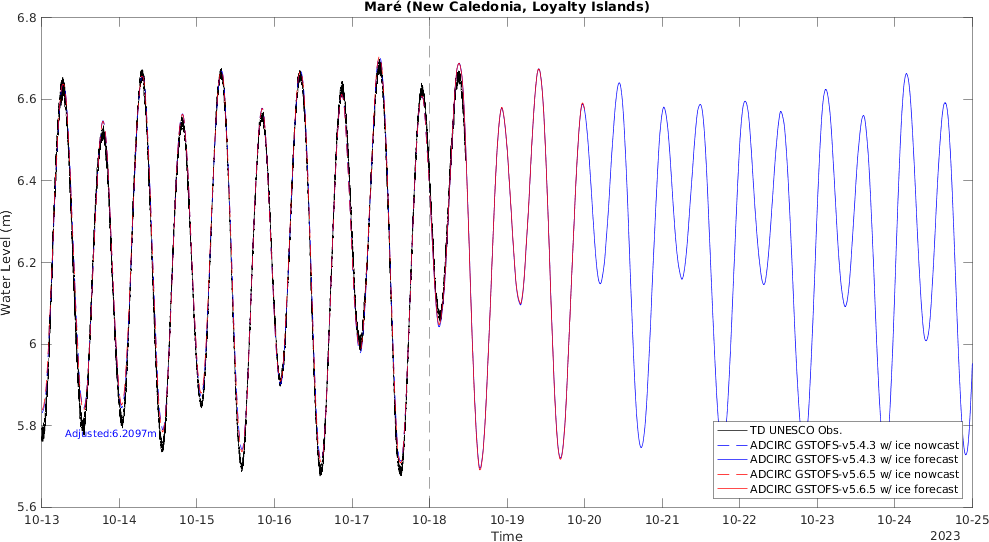 Maré (New Caledonia, Loyalty Islands)
6.8
6.6
6.4
6.2
6
5.8
5.6
Water Level (m)
Adjusted:6.2097m
TD UNESCO Obs.
ADCIRC GSTOFS-v5.4.3 w/ ice nowcast
ADCIRC GSTOFS-v5.4.3 w/ ice forecast
ADCIRC GSTOFS-v5.6.5 w/ ice nowcast
ADCIRC GSTOFS-v5.6.5 w/ ice forecast
10-13 10-14 10-15 10-16 10-17 10-18 10-19 10-20 10-21 10-22 10-23 10-24 10-25
Time
2023